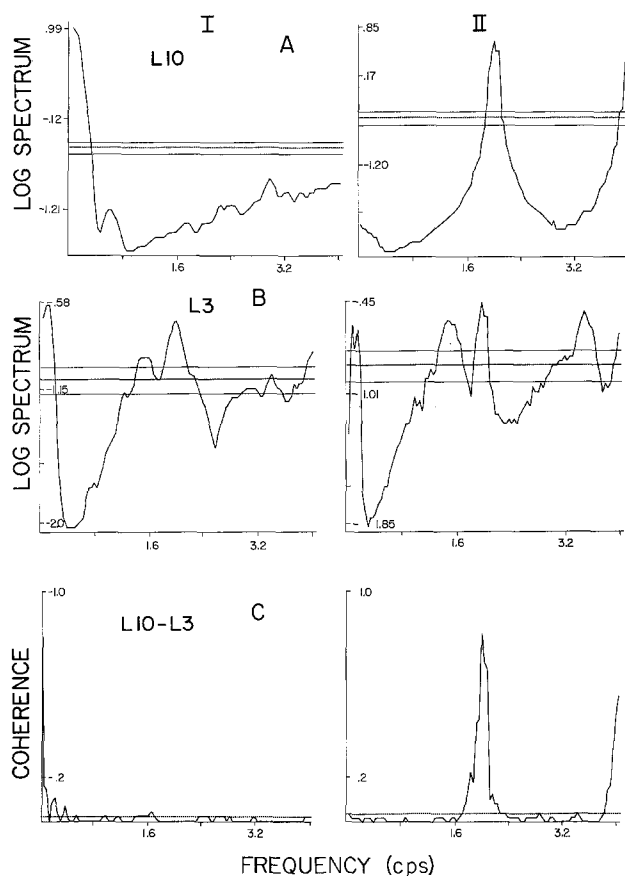 I
II
A
L10
LOG SPECTRUM
.99
-.12
-1.21
1.6
3.2
.85
.17
-1.20
1.6
3.2
B
L3
LOG SPECTRUM
-.58
-1.15
-2.0
1.6
3.2
-.45
-1.01
-1.85
1.6
3.2
C
L10-L3
COHERENCE
-1.0
.2
1.6
3.2
1.0
.2
1.6
3.2
FREQUENCY (cps)